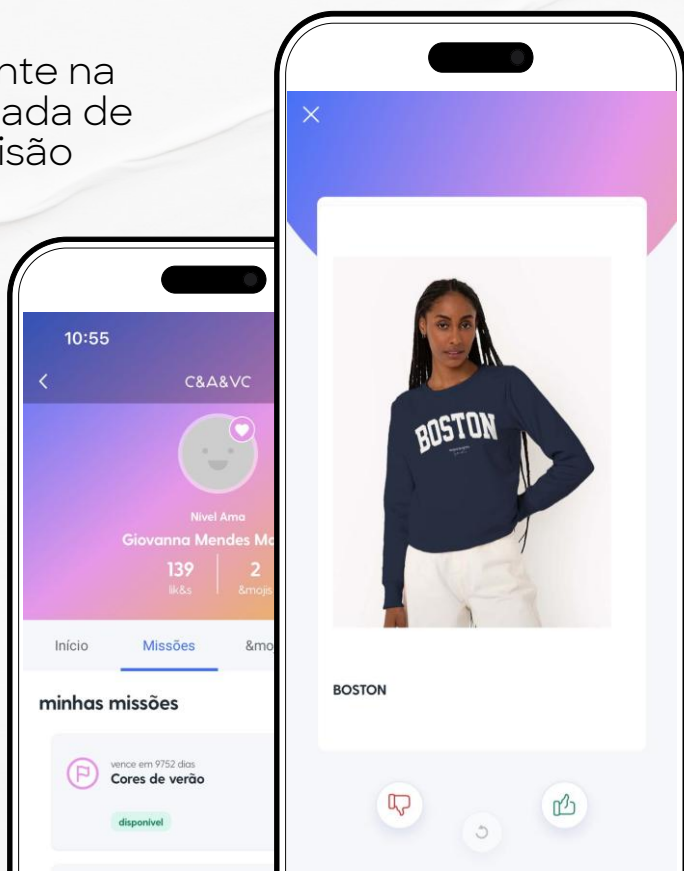 nte na
ada de
isão
10:55
C&A&VC
Nível Ama
Giovanna Mendes Mo
139
lik&s
2
&mojis
Início
Missões
&mo
minhas missões
vence em 9752 dias
Cores de verão
disponível
BOSTON
BOSTON